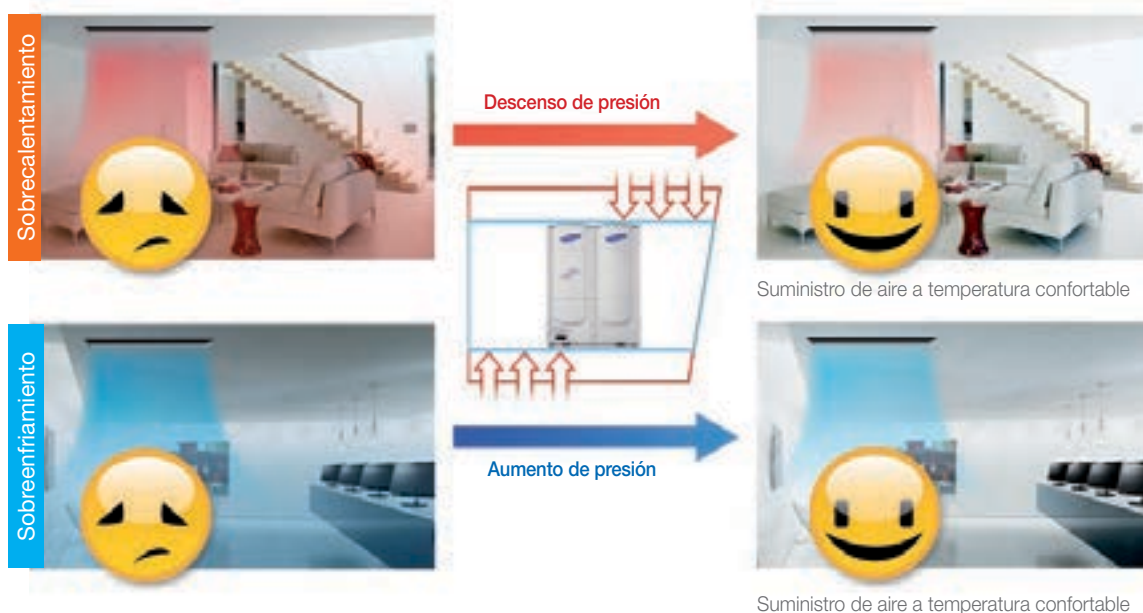 Sobrecalentamiento
Descenso de presión
Suministro de aire a temperatura confortable
Sobreenfriamiento
Aumento de presión
Suministro de aire a temperatura confortable